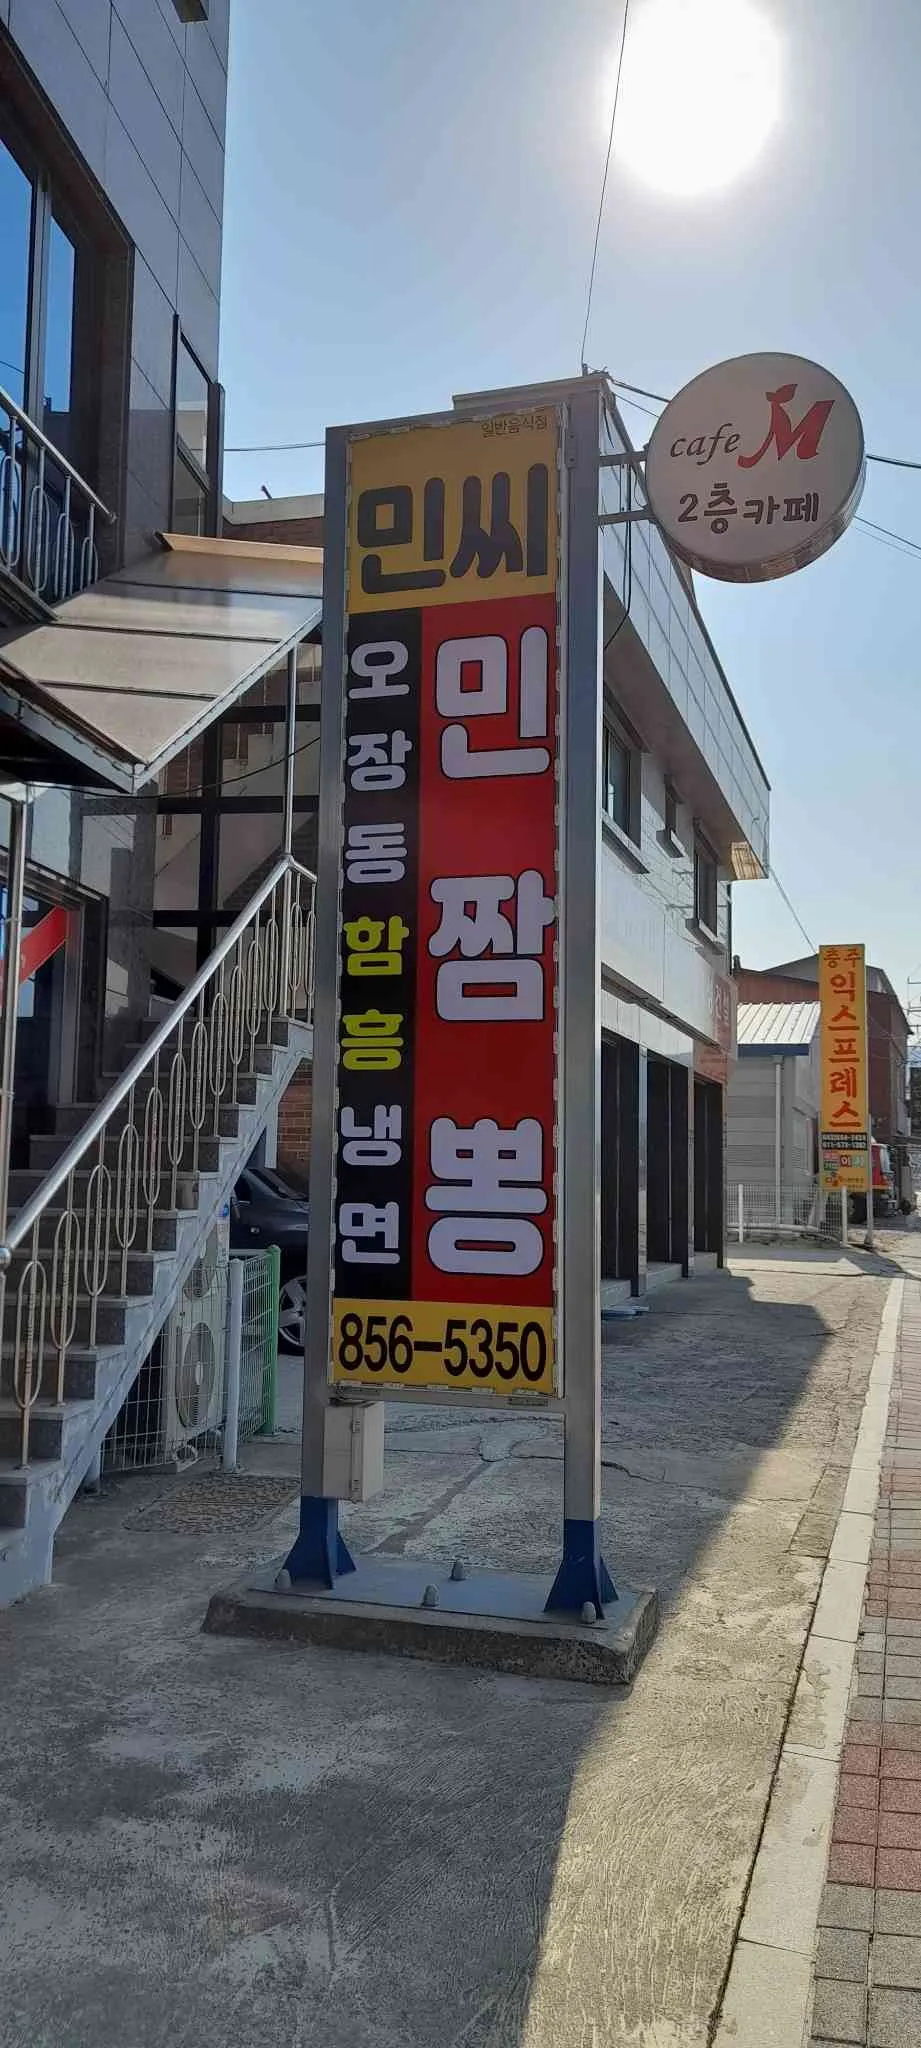 일반음식점
민씨
민짬뽕
오장동함흥냉면
856-5350
cafe M
2층카페
충주
익스프레스